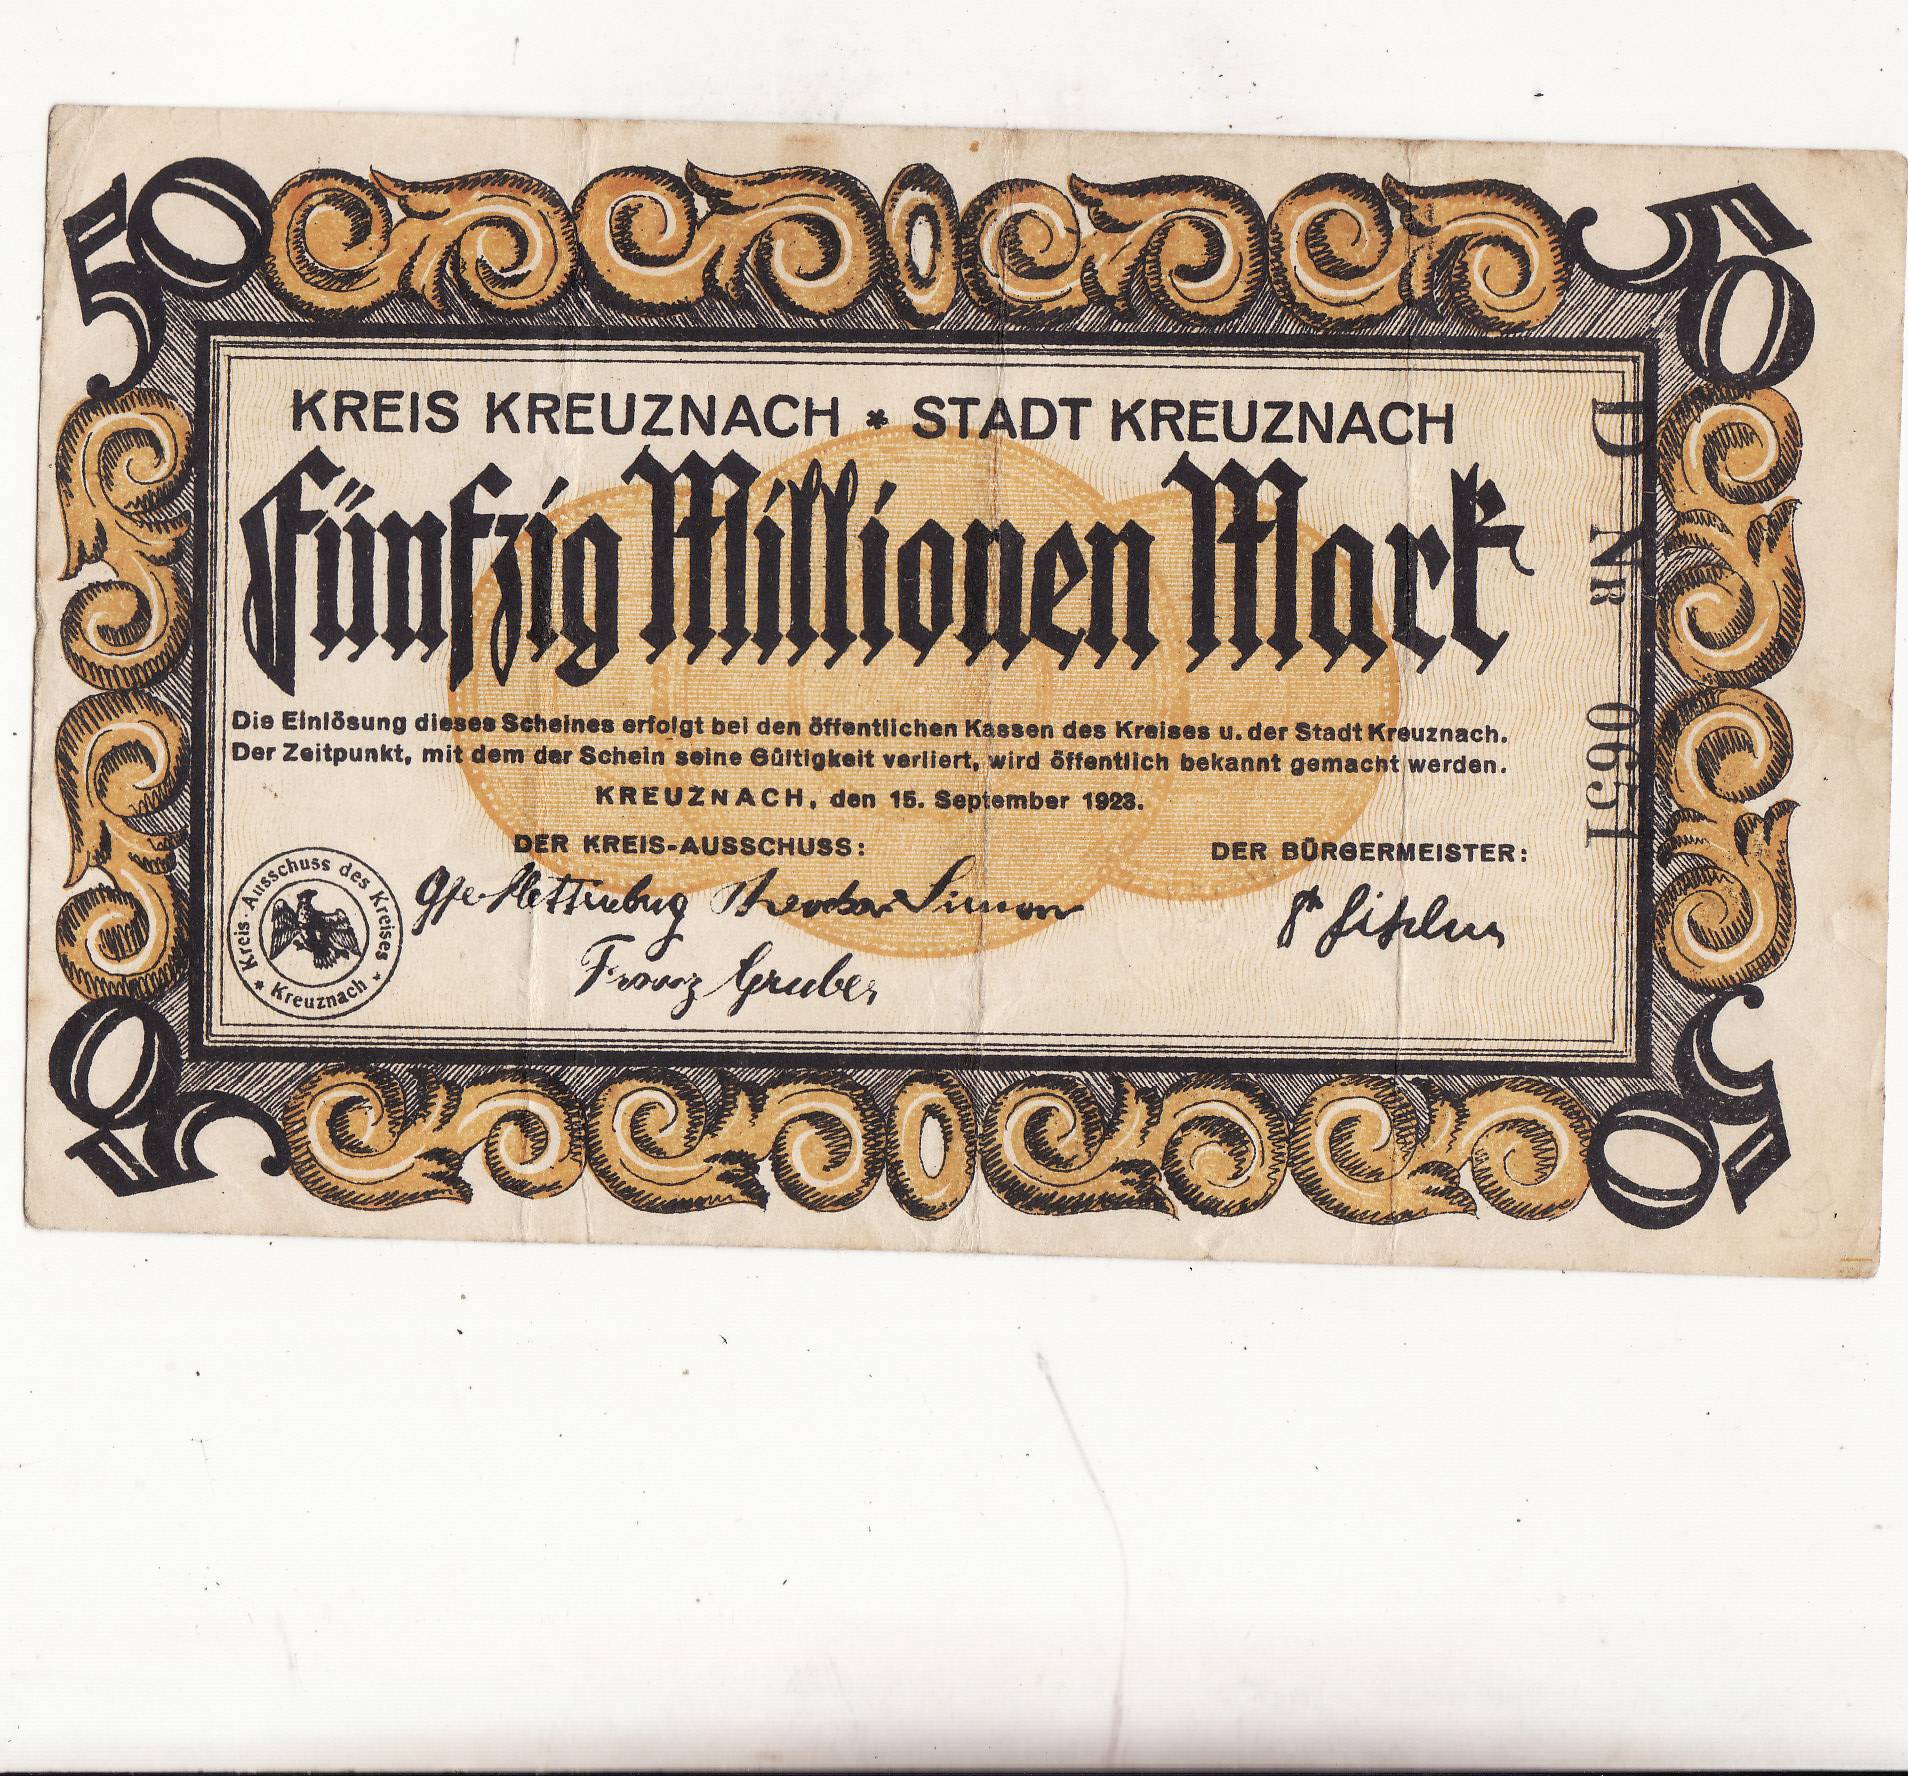 50 50
KREIS KREUZNACH * STADT KREUZNACH
Fünfzig Millionen Mark
Die Einlösung dieses Scheines erfolgt bei den öffentlichen Kassen des Kreises u. der Stadt Kreuznach.
Der Zeitpunkt, mit dem der Schein seine Gültigkeit verliert, wird öffentlich bekannt gemacht werden.
KREUZNACH, den 15. September 1923.
DER KREIS-AUSSCHUSS: DER BÜRGERMEISTER:
Franz Gruber
* Kreis-Ausschuss des Kreises * Kreuznach
D Nr 0651
50 50